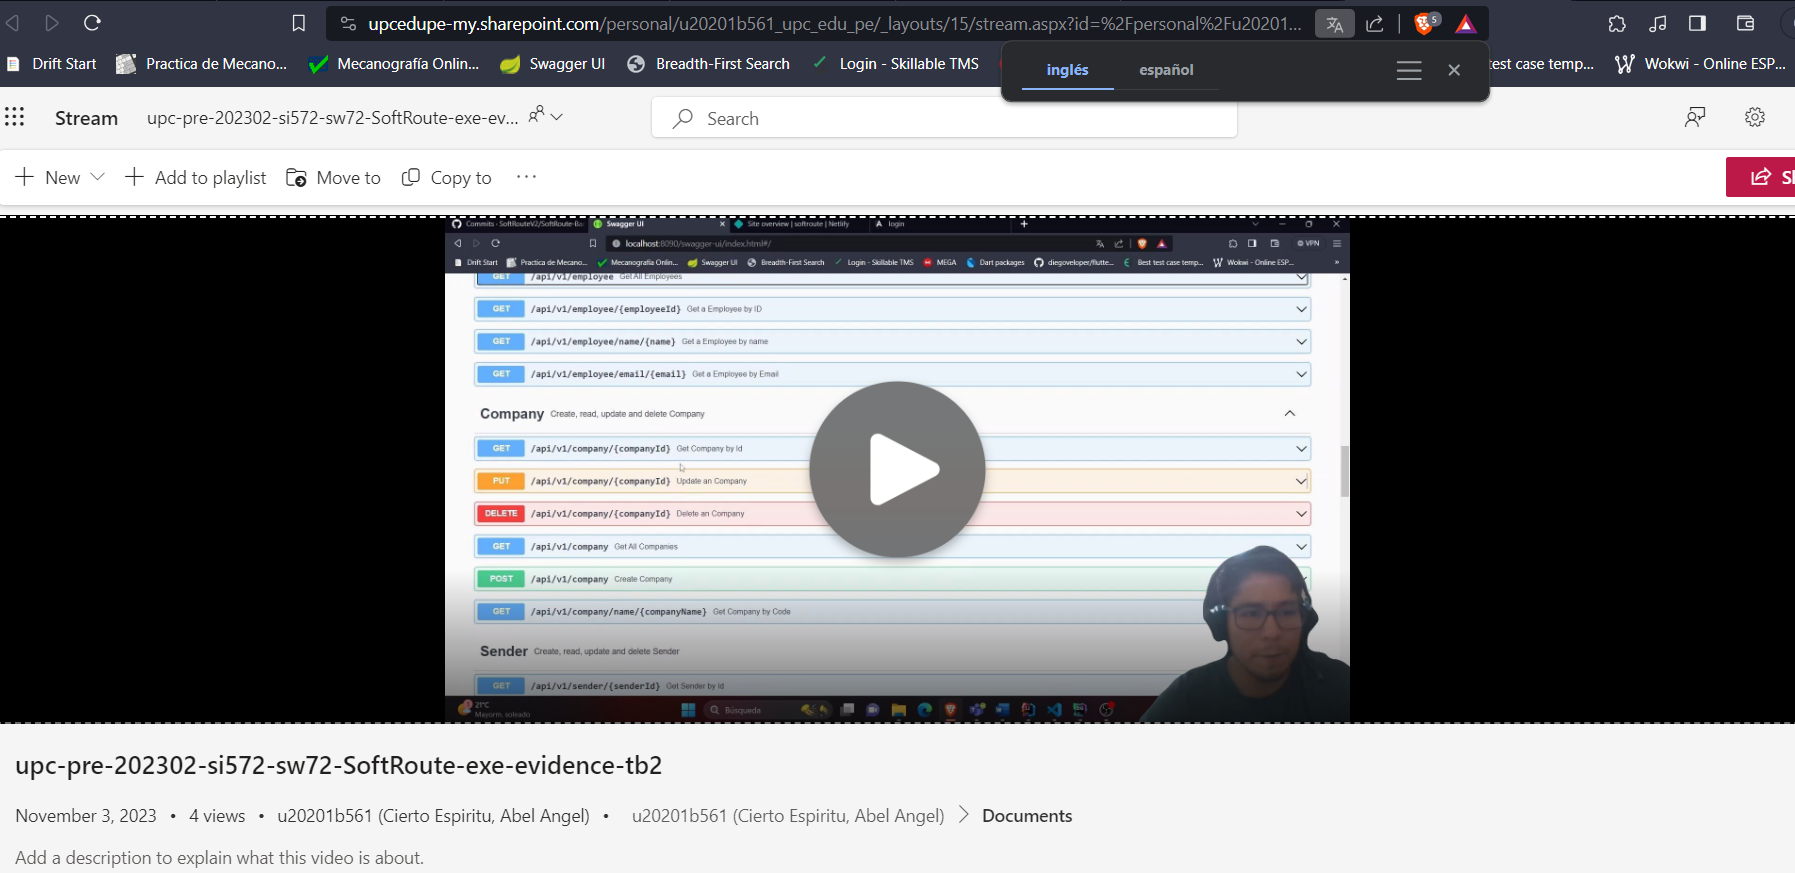 upcedupe-my.sharepoint.com/personal/u20201b561_upc_edu_pe/_layouts/15/stream.aspx?id=%2Fpersonal%2Fu20201... 5
Drift Start Practica de Mecano... Mecanografía Onlin... Swagger UI Breadth-First Search Login - Skillable TMS test case temp... Wokwi - Online ESP...
inglés español
Stream upc-pre-202302-si572-sw72-SoftRoute-exe-ev... Search
New Add to playlist Move to Copy to ...
Commits · SoftRouteV2/SoftRoute-Ba Swagger UI Site overview | softroute | Netlify login
localhost:8090/swagger-ui/index.html#/ VPN
Drift Start Practica de Mecano... Mecanografía Onlin... Swagger UI Breadth-First Search Login - Skillable TMS MEGA Dart packages diegoveloper/flutte... Best test case temp... Wokwi - Online ESP... »
GET /api/v1/employee Get All Employees
GET /api/v1/employee/{employeeId} Get a Employee by ID
GET /api/v1/employee/name/{name} Get a Employee by name
GET /api/v1/employee/email/{email} Get a Employee by Email
Company Create, read, update and delete Company
GET /api/v1/company/{companyId} Get Company by Id
PUT /api/v1/company/{companyId} Update an Company
DELETE /api/v1/company/{companyId} Delete an Company
GET /api/v1/company Get All Companies
POST /api/v1/company Create Company
GET /api/v1/company/name/{companyName} Get Company by Code
Sender Create, read, update and delete Sender
GET /api/v1/sender/{senderId} Get Sender by Id
21°C
Mayorm. soleado
Búsqueda
upc-pre-202302-si572-sw72-SoftRoute-exe-evidence-tb2
November 3, 2023 • 4 views • u20201b561 (Cierto Espiritu, Abel Angel) • u20201b561 (Cierto Espiritu, Abel Angel) > Documents
Add a description to explain what this video is about.